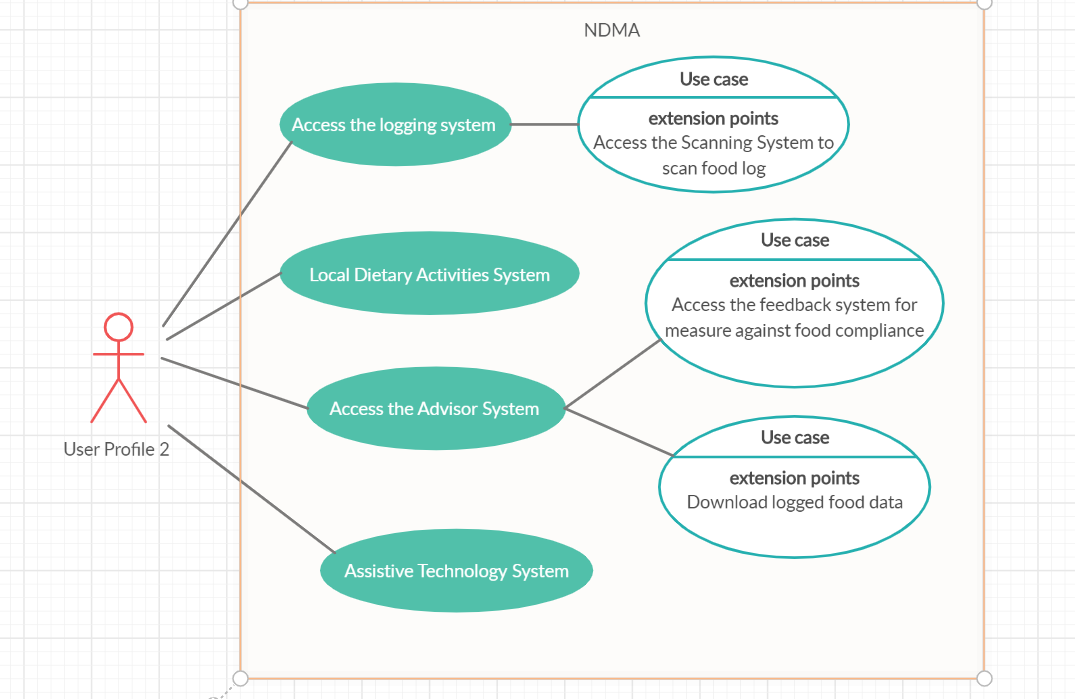 NDMA
Use case
extension points
Access the Scanning System to
scan food log
Access the logging system
Use case
extension points
Access the feedback system for
measure against food compliance
Local Dietary Activities System
Access the Advisor System
Use case
extension points
Download logged food data
User Profile 2
Assistive Technology System